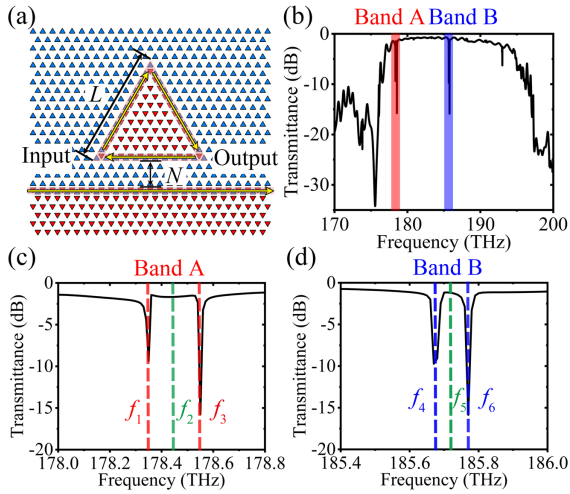 (a)
L
Input
Output
N
(b)
Band A Band B
Transmittance (dB)
0
-10
-20
-30
170 180 190 200
Frequency (THz)
(c)
Band A
Transmittance (dB)
0
-5
-10
-15
-20
f1 f2 f3
178.0 178.2 178.4 178.6 178.8
Frequency (THz)
(d)
Band B
Transmittance (dB)
0
-5
-10
-15
-20
f4 f5 f6
185.4 185.6 185.8 186.0
Frequency (THz)